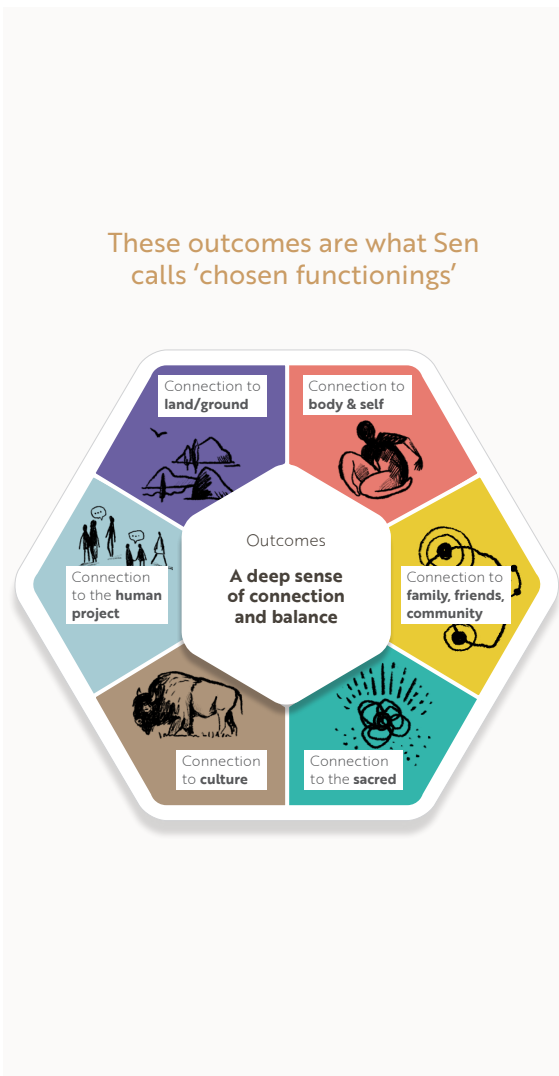 These outcomes are what Sen
calls ‘chosen functionings’
Connection to
land/ground
Connection to
body & self
Connection
to the human
project
Outcomes
A deep sense
of connection
and balance
Connection to
family, friends,
community
Connection
to culture
Connection
to the sacred